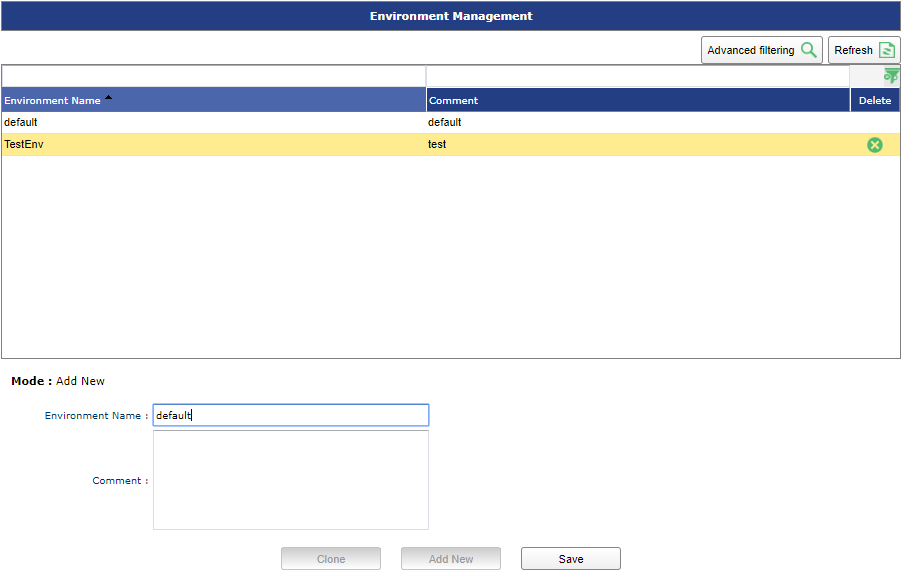 Environment Management
Advanced filtering Refresh
Environment Name Comment Delete
default default
TestEnv test
Mode : Add New
Environment Name : default
Comment :
Clone Add New Save